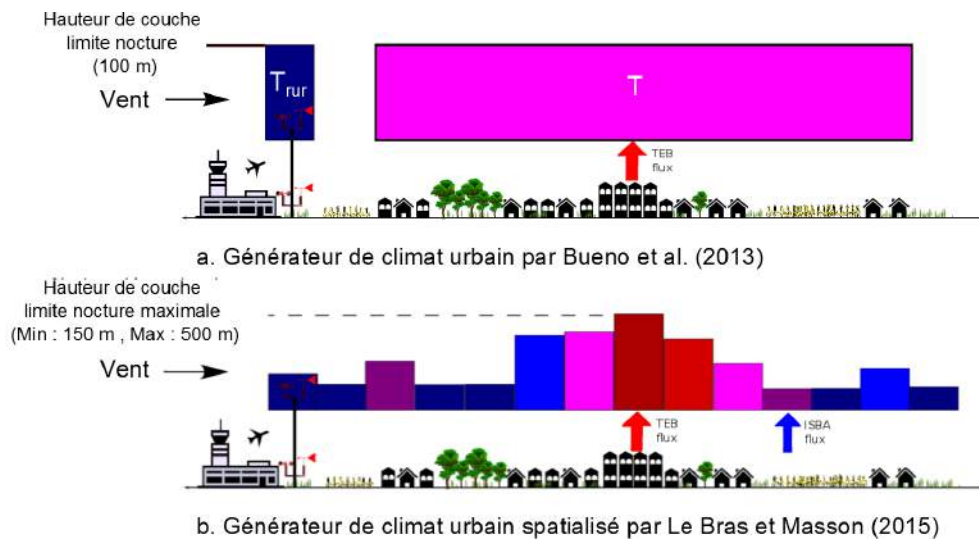 Hauteur de couche
limite nocture
(100 m)
Vent
T rur
T
TEB
flux
a. Générateur de climat urbain par Bueno et al. (2013)
Hauteur de couche
limite nocture maximale
(Min : 150 m , Max : 500 m)
Vent
TEB
flux
ISBA
flux
b. Générateur de climat urbain spatialisé par Le Bras et Masson (2015)